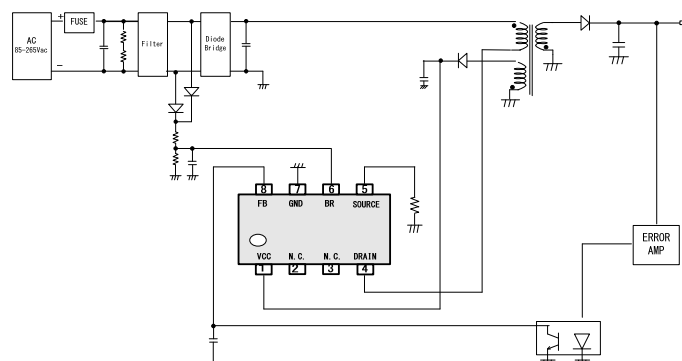 AC
85-265Vac
+
−
FUSE
Filter
Diode
Bridge
8 7 6 5
FB GND BR SOURCE
VCC N.C. N.C. DRAIN
1 2 3 4
ERROR
AMP